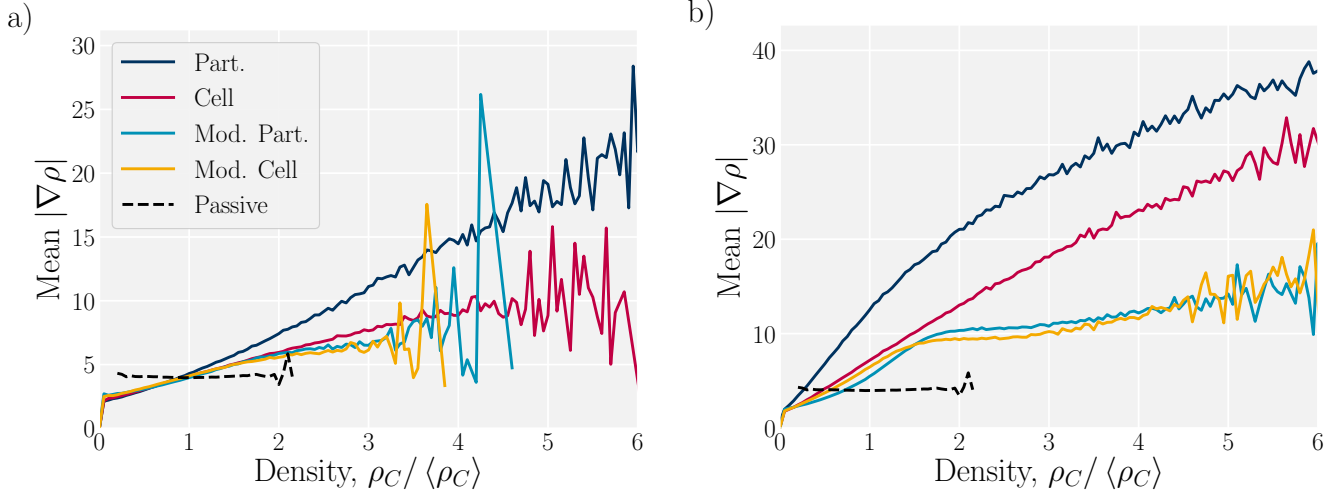 a)
30
25
20
15
10
5
0
Mean |∇ρ|
Part.
Cell
Mod. Part.
Mod. Cell
Passive
0 1 2 3 4 5 6
Density, ρ_C / ⟨ρ_C⟩
b)
40
30
20
10
0
Mean |∇ρ|
0 1 2 3 4 5 6
Density, ρ_C / ⟨ρ_C⟩